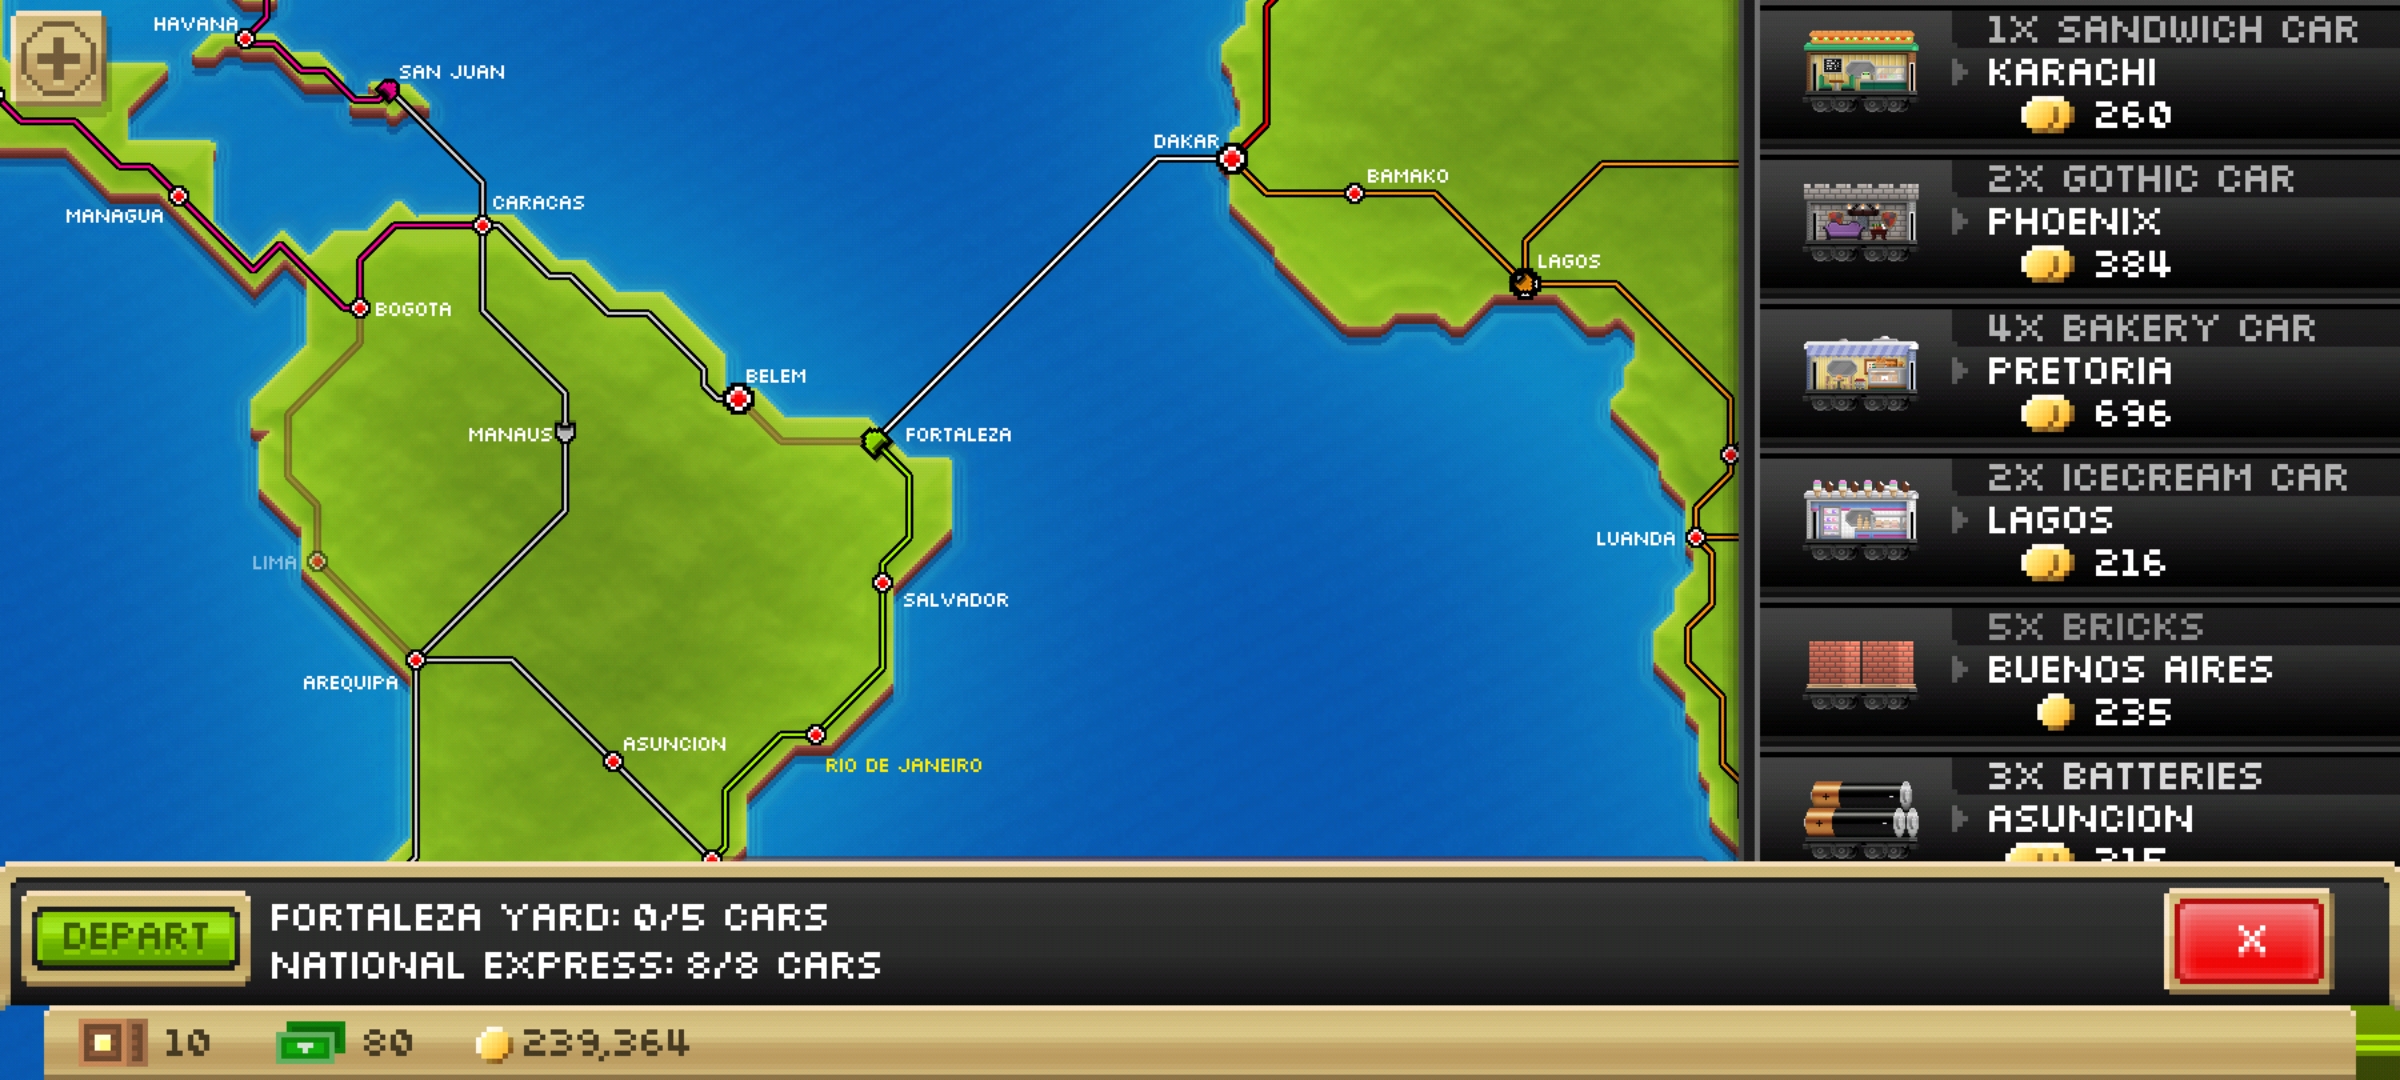 HAVANA
SAN JUAN
MANAGUA
CARACAS
BOGOTA
BELEM
MANAUS
FORTALEZA
LIMA
SALVADOR
AREQUIPA
ASUNCION
RIO DE JANEIRO
DAKAR
BAMAKO
LAGOS
LUANDA
1X SANDWICH CAR
KARACHI
260
2X GOTHIC CAR
PHOENIX
384
4X BAKERY CAR
PRETORIA
696
2X ICECREAM CAR
LAGOS
216
5X BRICKS
BUENOS AIRES
235
3X BATTERIES
ASUNCION
DEPART
FORTALEZA YARD: 0/5 CARS
NATIONAL EXPRESS: 8/8 CARS
X
10
80
239,364